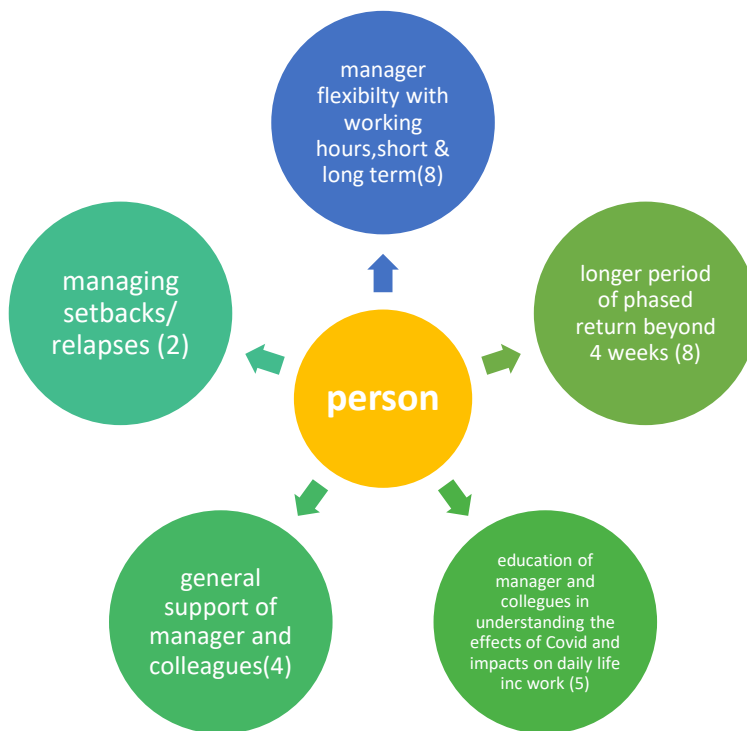 manager
flexibilty with
working
hours,short &
long term(8)
longer period
of phased
return beyond
4 weeks (8)
managing
setbacks/
relapses (2)
person
general
support of
manager and
colleagues(4)
education of
manager and
collegues in
understanding the
effects of Covid and
impacts on daily life
inc work (5)